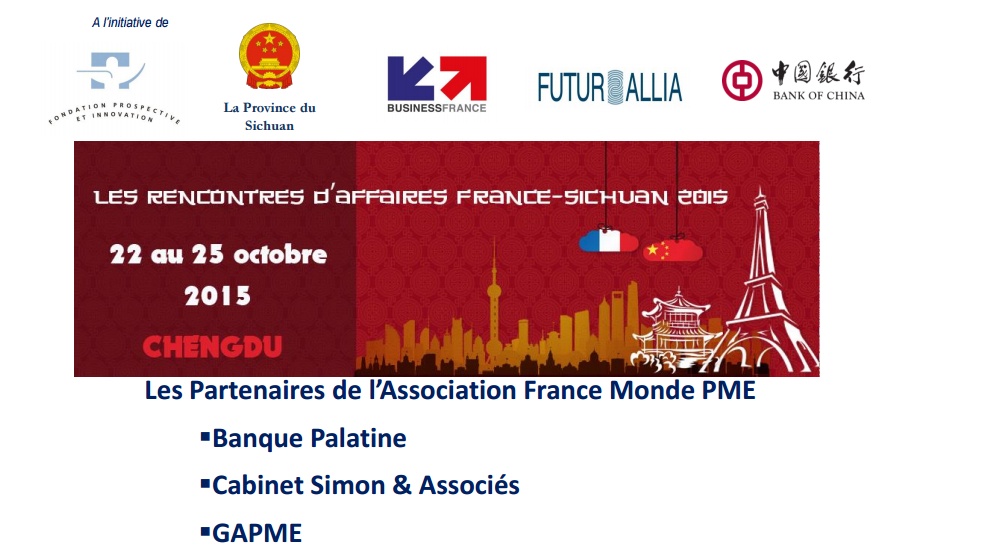 A l'initiative de
FONDATION PROSPECTIVE
ET INNOVATION
La Province du
Sichuan
BUSINESSFRANCE
FUTURALLIA
中國銀行
BANK OF CHINA
LES RENCONTRES D'AFFAIRES FRANCE-SICHUAN 2015
22 au 25 octobre
2015
CHENGDU
Les Partenaires de l’Association France Monde PME
▪Banque Palatine
▪Cabinet Simon & Associés
▪GAPME